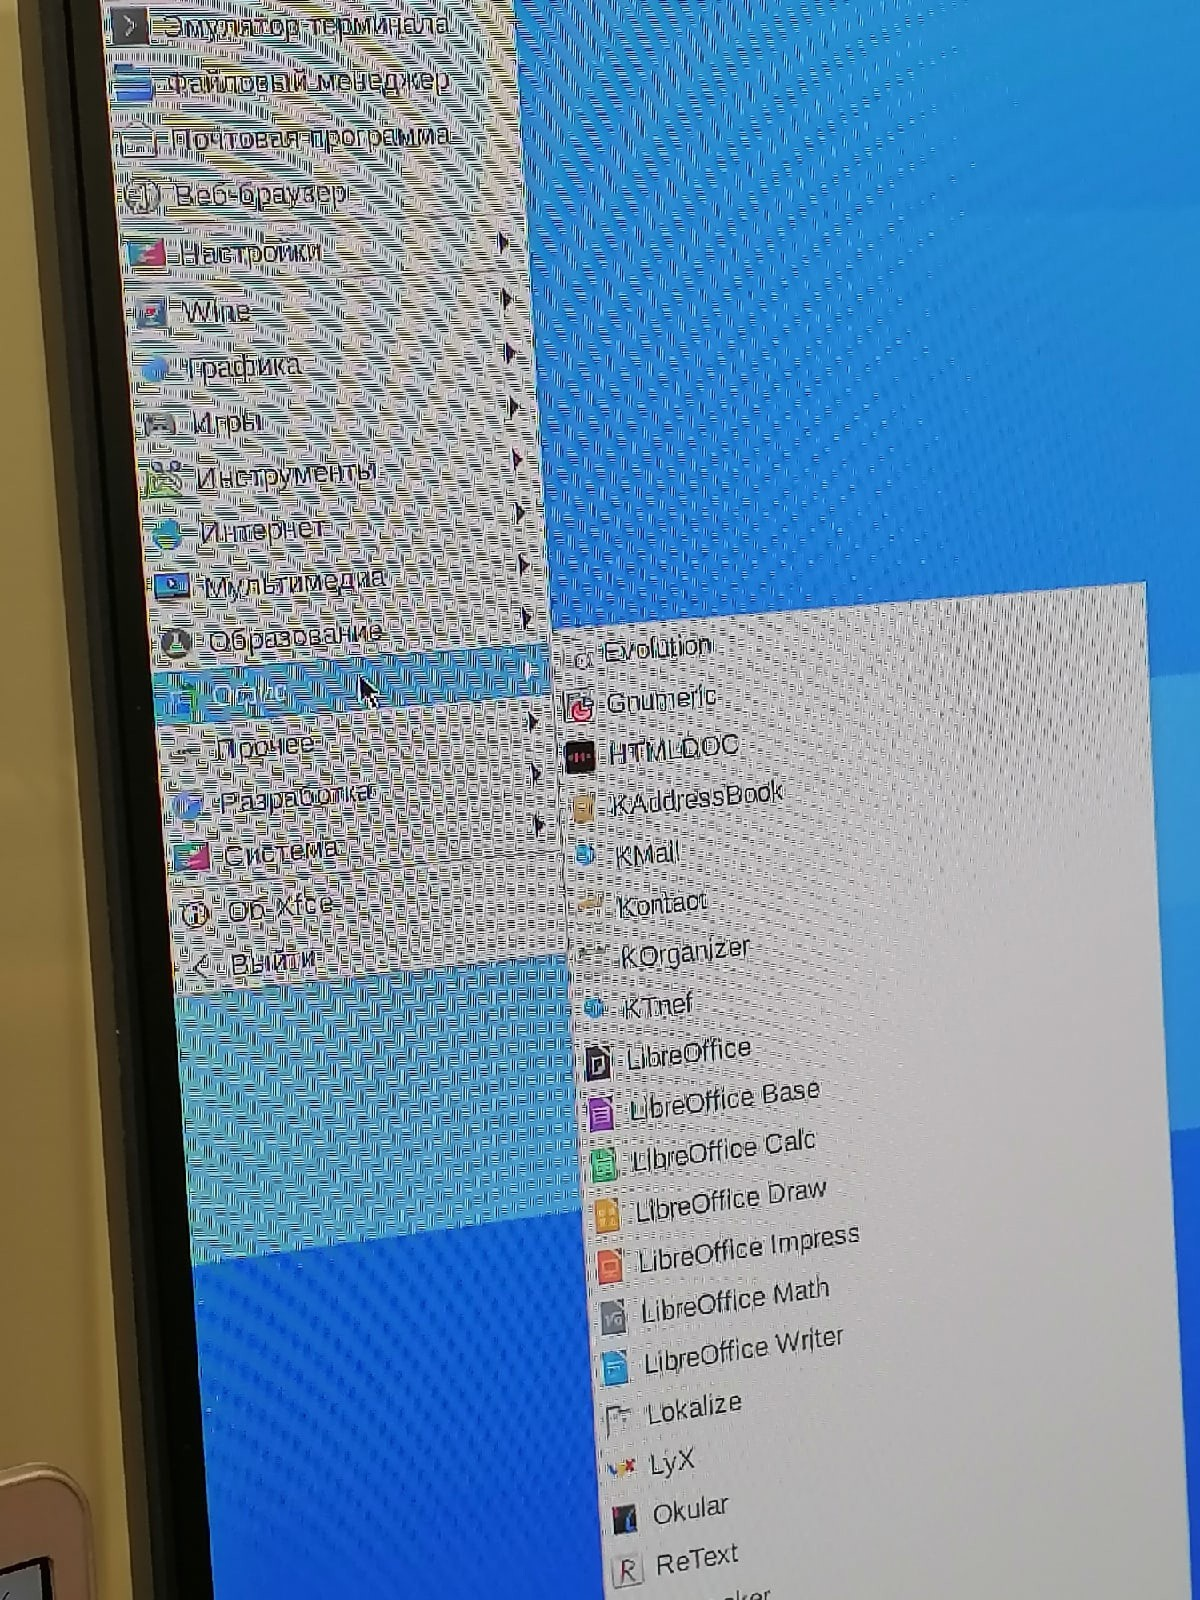 Эмулятор терминала
Файловый менеджер
Почтовая программа
Веб-браузер
Настройки
Wine
Графика
Игры
Инструменты
Интернет
Мультимедиа
Образование
Офис
Прочее
Разработка
Система
Об Xfce
Выйти
Evolution
Gnumeric
HTMLDOC
KAddressBook
KMail
Kontact
KOrganizer
KTnef
LibreOffice
LibreOffice Base
LibreOffice Calc
LibreOffice Draw
LibreOffice Impress
LibreOffice Math
LibreOffice Writer
Lokalize
LyX
Okular
ReText